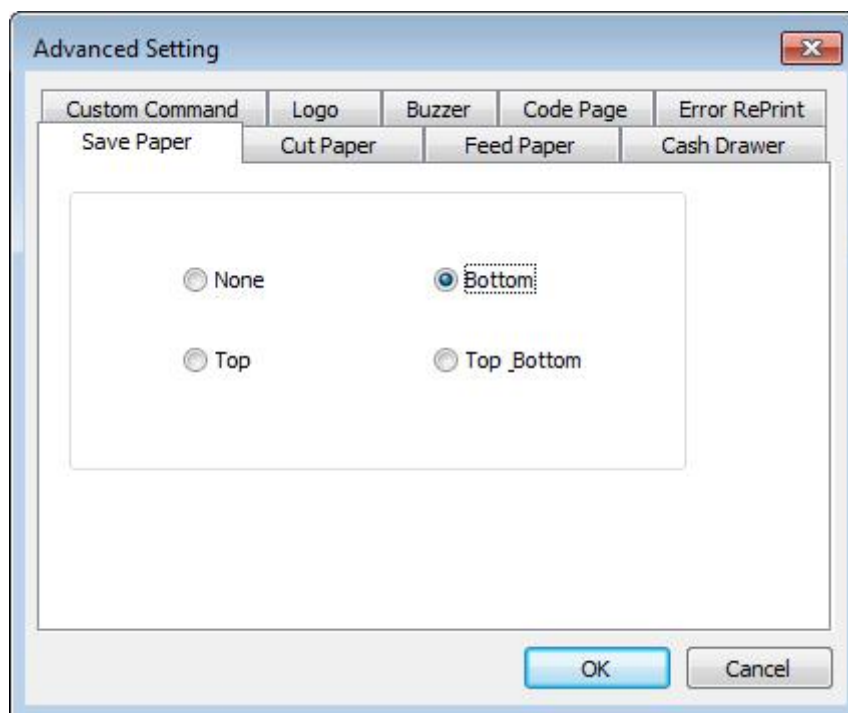 Advanced Setting
Custom Command Logo Buzzer Code Page Error RePrint
Save Paper Cut Paper Feed Paper Cash Drawer
None Bottom
Top Top_Bottom
OK Cancel